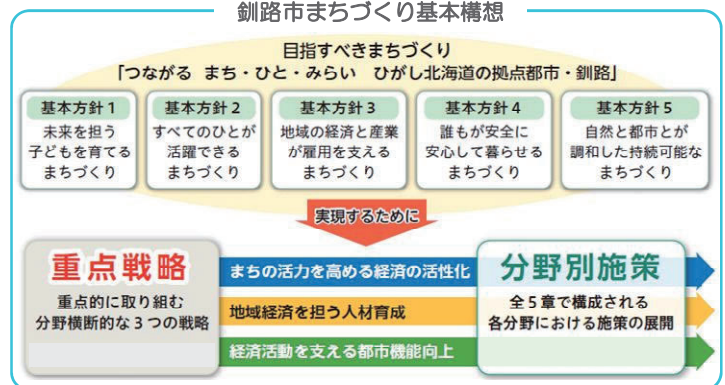 釧路市まちづくり基本構想
目指すべきまちづくり
「つながる まち・ひと・みらい ひがし北海道の拠点都市・釧路」
基本方針1
未来を担う
子どもを育てる
まちづくり
基本方針2
すべてのひとが
活躍できる
まちづくり
基本方針3
地域の経済と産業
が雇用を支える
まちづくり
基本方針4
誰もが安全に
安心して暮らせる
まちづくり
基本方針5
自然と都市とが
調和した持続可能な
まちづくり
実現するために
重点戦略
重点的に取り組む
分野横断的な3つの戦略
まちの活力を高める経済の活性化
地域経済を担う人材育成
経済活動を支える都市機能向上
分野別施策
全5章で構成される
各分野における施策の展開